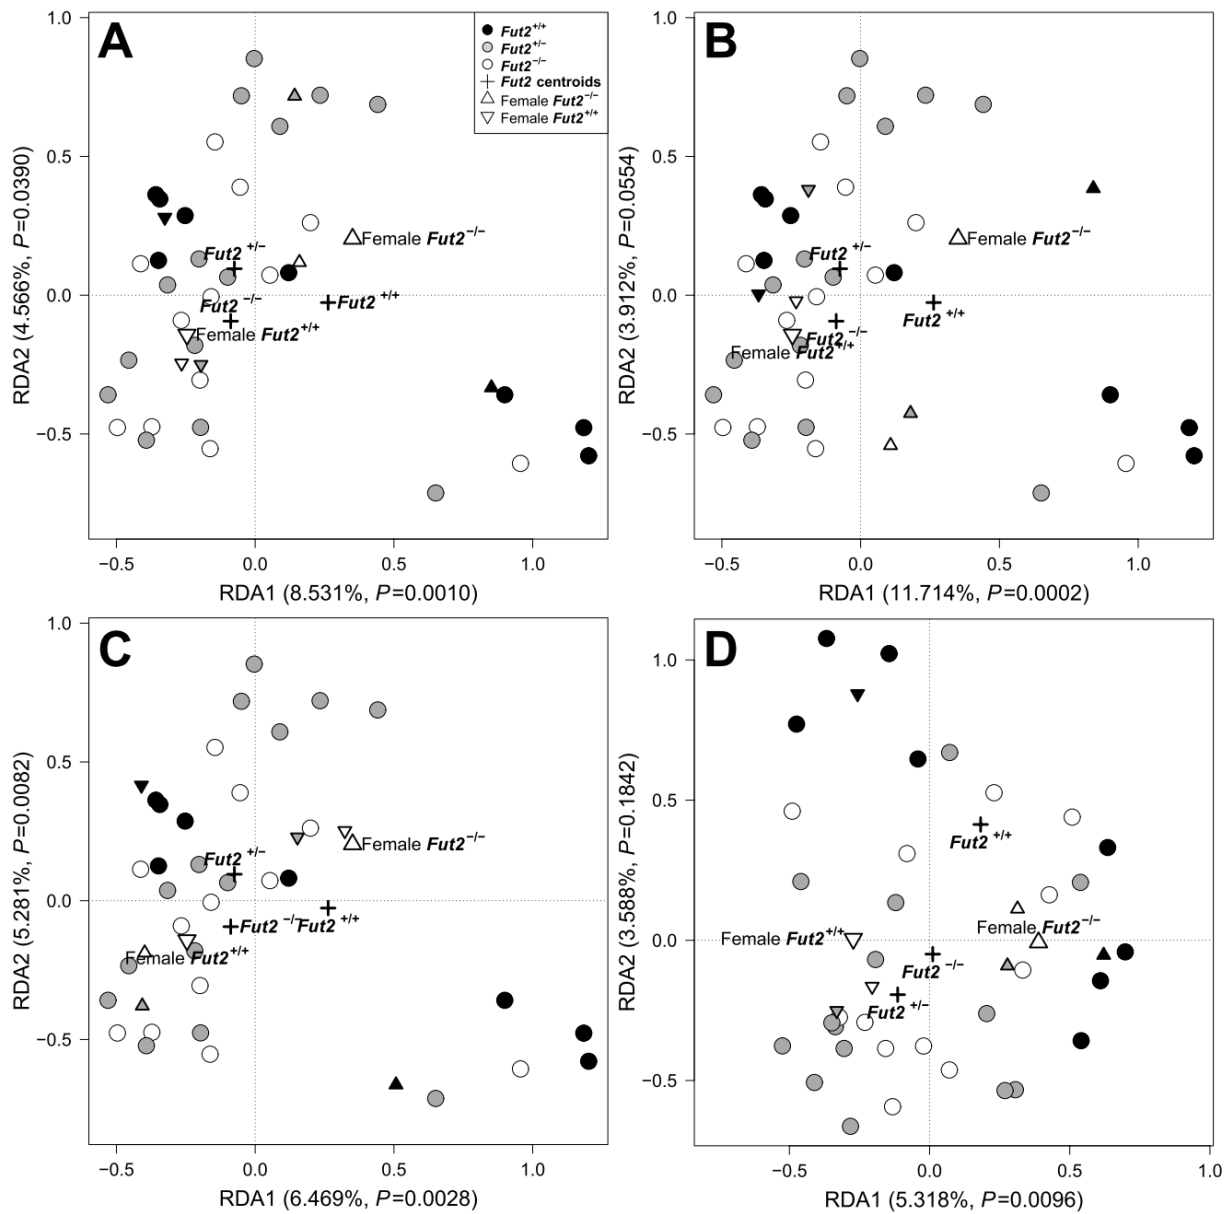 A
1.0
0.5
0.0
−0.5
RDA2 (4.566%, P=0.0390)
Fut2+/+
Fut2+/−
Fut2−/−
Fut2 centroids
Female Fut2−/−
Female Fut2+/+
Female Fut2−/−
Fut2 +/−
Fut2 −/−
Fut2 +/+
Female Fut2+/+
−0.5
0.0
0.5
1.0
RDA1 (8.531%, P=0.0010)
B
1.0
0.5
0.0
−0.5
RDA2 (3.912%, P=0.0554)
Female Fut2−/−
Fut2 +/−
Fut2 +/+
Fut2 −/−
Female Fut2+/+
−0.5
0.0
0.5
1.0
RDA1 (11.714%, P=0.0002)
C
1.0
0.5
0.0
−0.5
RDA2 (5.281%, P=0.0082)
Female Fut2−/−
Fut2 +/−
Fut2 −/−
Fut2 +/+
Female Fut2+/+
−0.5
0.0
0.5
1.0
RDA1 (6.469%, P=0.0028)
D
1.0
0.5
0.0
−0.5
RDA2 (3.588%, P=0.1842)
Fut2 +/+
Female Fut2+/+
Female Fut2−/−
Fut2 −/−
Fut2 +/−
−0.5
0.0
0.5
1.0
RDA1 (5.318%, P=0.0096)